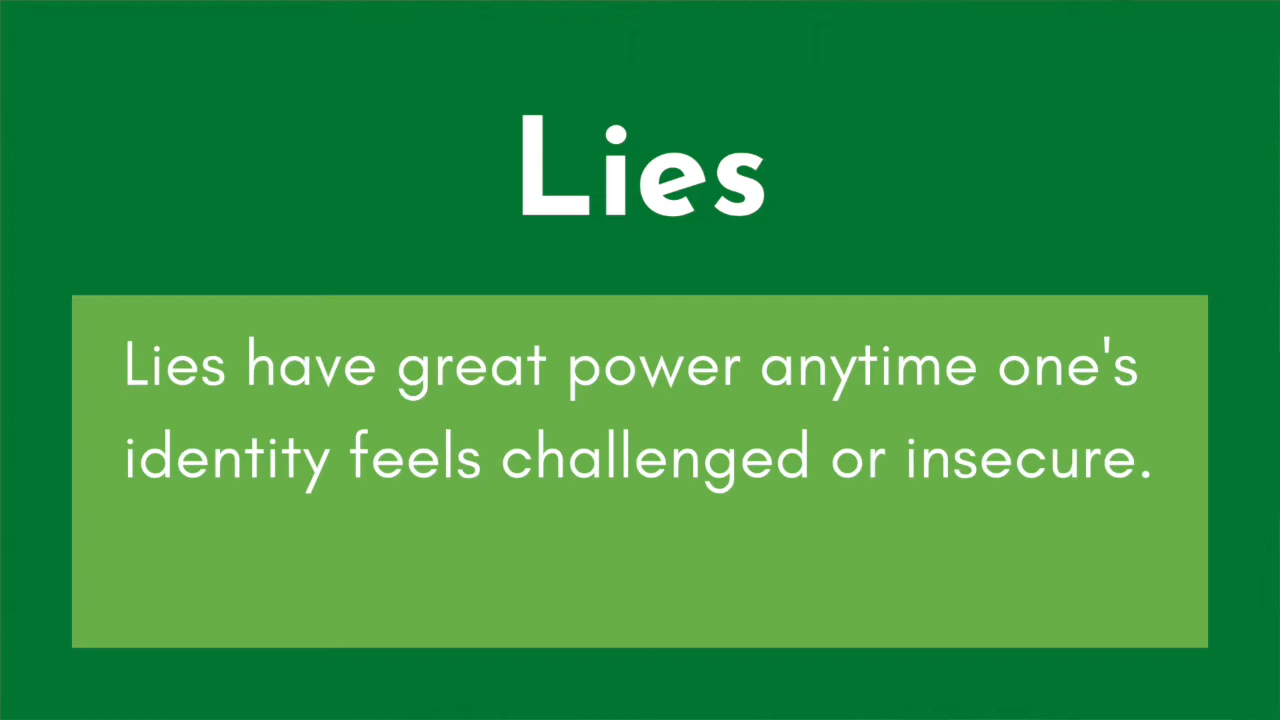 Lies
Lies have great power anytime one's
identity feels challenged or insecure.